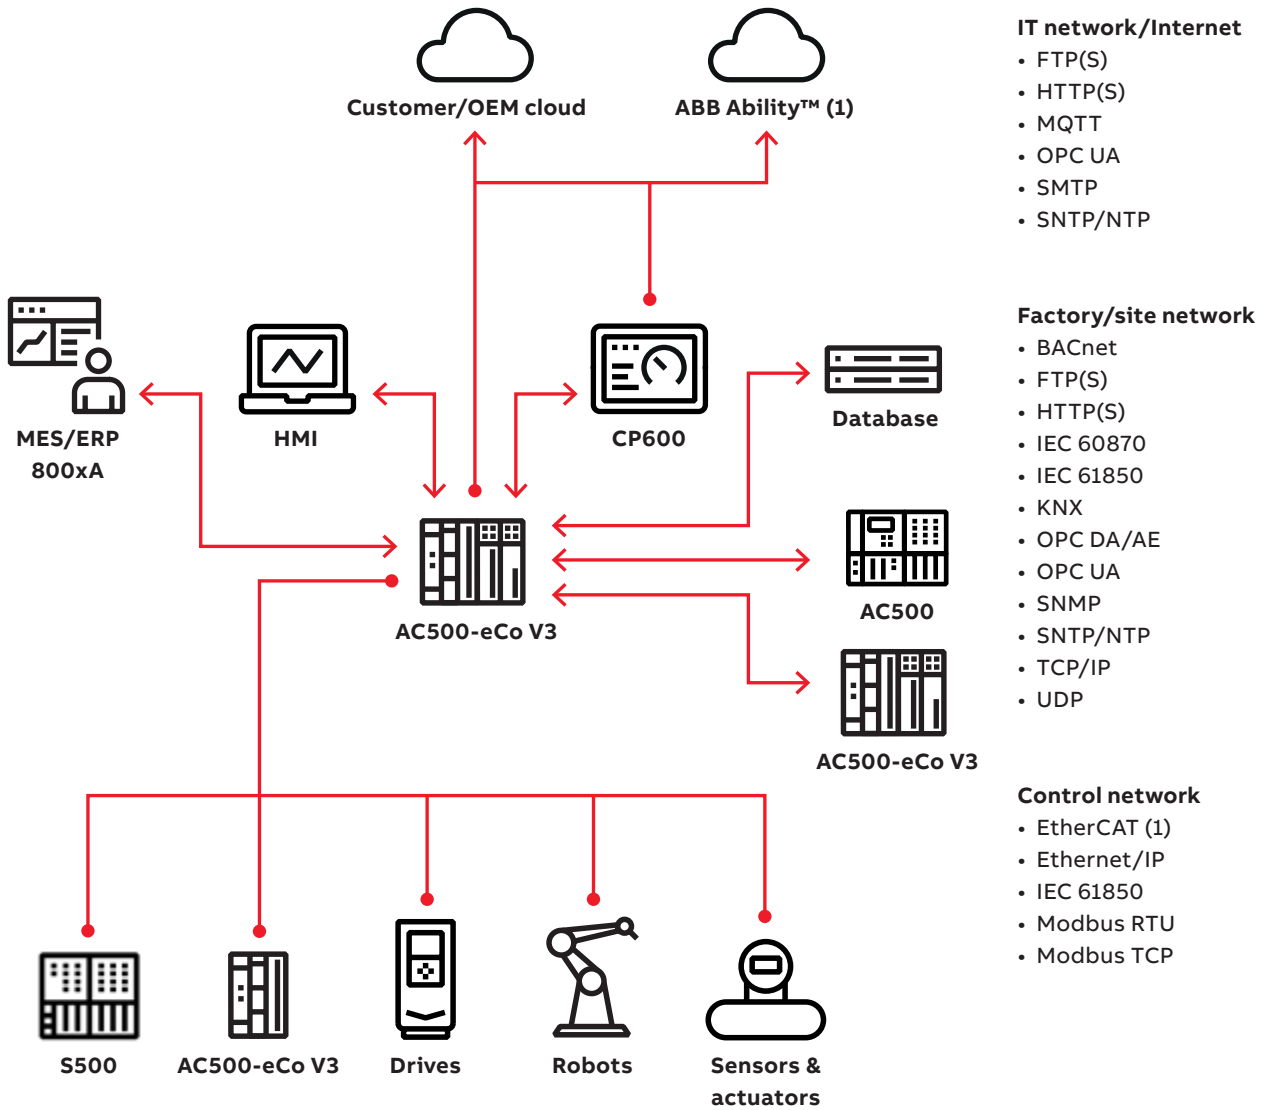 Customer/OEM cloud
ABB Ability™ (1)
MES/ERP
800xA
HMI
CP600
Database
AC500-eCo V3
AC500
AC500-eCo V3
S500
AC500-eCo V3
Drives
Robots
Sensors &
actuators
IT network/Internet
• FTP(S)
• HTTP(S)
• MQTT
• OPC UA
• SMTP
• SNTP/NTP
Factory/site network
• BACnet
• FTP(S)
• HTTP(S)
• IEC 60870
• IEC 61850
• KNX
• OPC DA/AE
• OPC UA
• SNMP
• SNTP/NTP
• TCP/IP
• UDP
Control network
• EtherCAT (1)
• Ethernet/IP
• IEC 61850
• Modbus RTU
• Modbus TCP